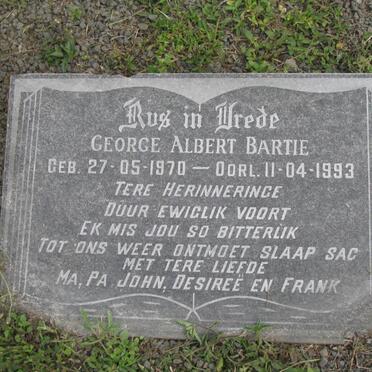 Rus in Vrede
GEORGE ALBERT BARTIE
GEB. 27-05-1970 — OORL. 11-04-1993
TERE HERINNERINGE
DUUR EWIGLIK VOORT
EK MIS JOU SO BITTERLIK
TOT ONS WEER ONTMOET SLAAP SAG
MET TERE LIEFDE
MA, PA, JOHN, DESIREÉ EN FRANK